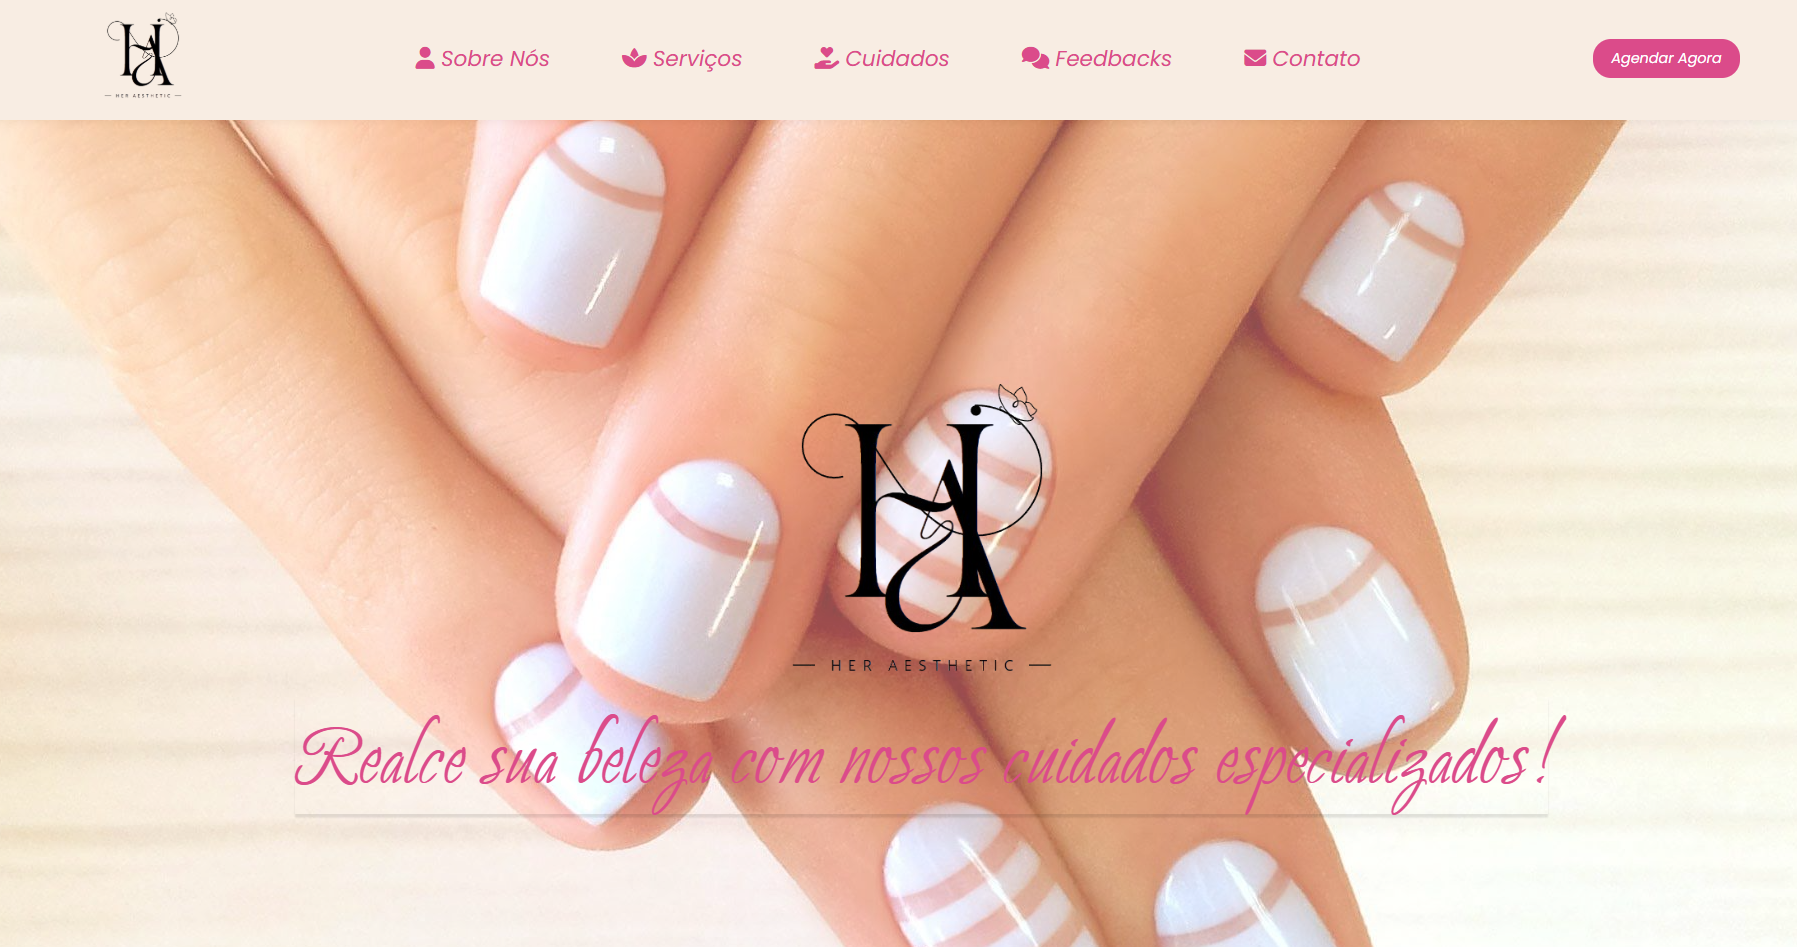 HA
HER AESTHETIC
Sobre Nós
Serviços
Cuidados
Feedbacks
Contato
Agendar Agora
HA
HER AESTHETIC
Realce sua beleza com nossos cuidados especializados!